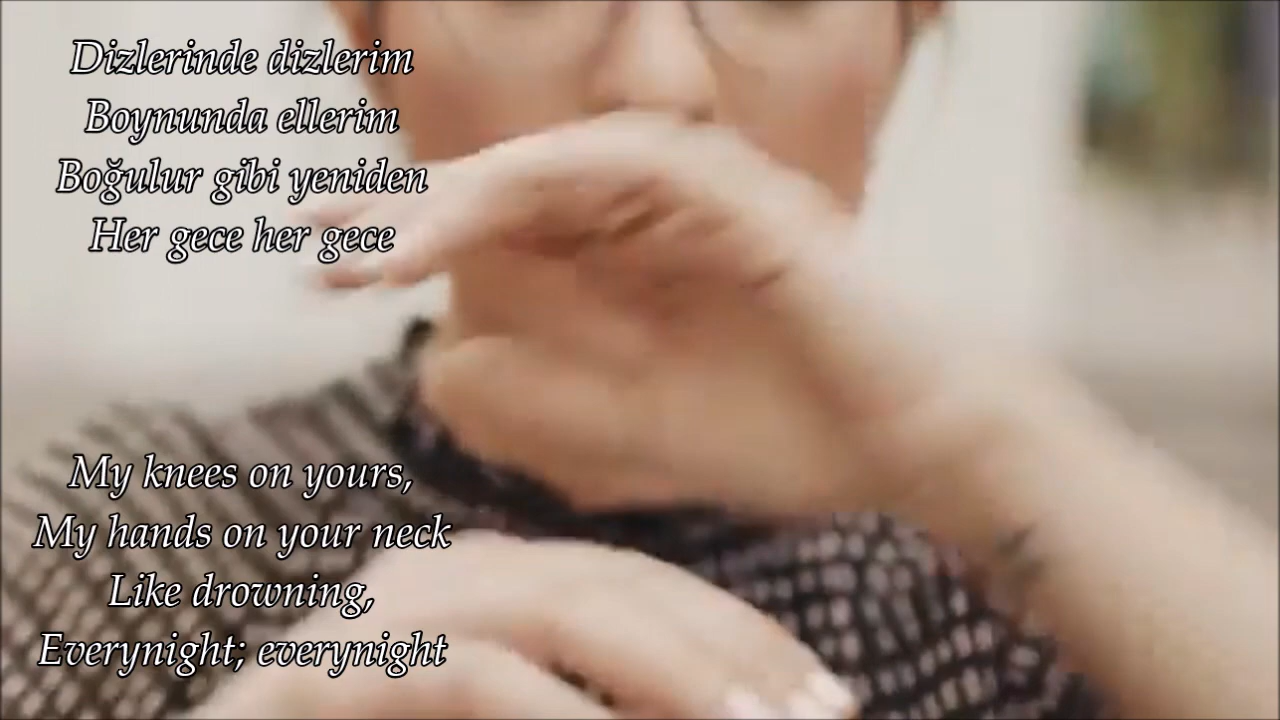 Dizlerinde dizlerim
Boynunda ellerim
Boğulur gibi yeniden
Her gece her gece
My knees on yours,
My hands on your neck
Like drowning,
Everynight; everynight